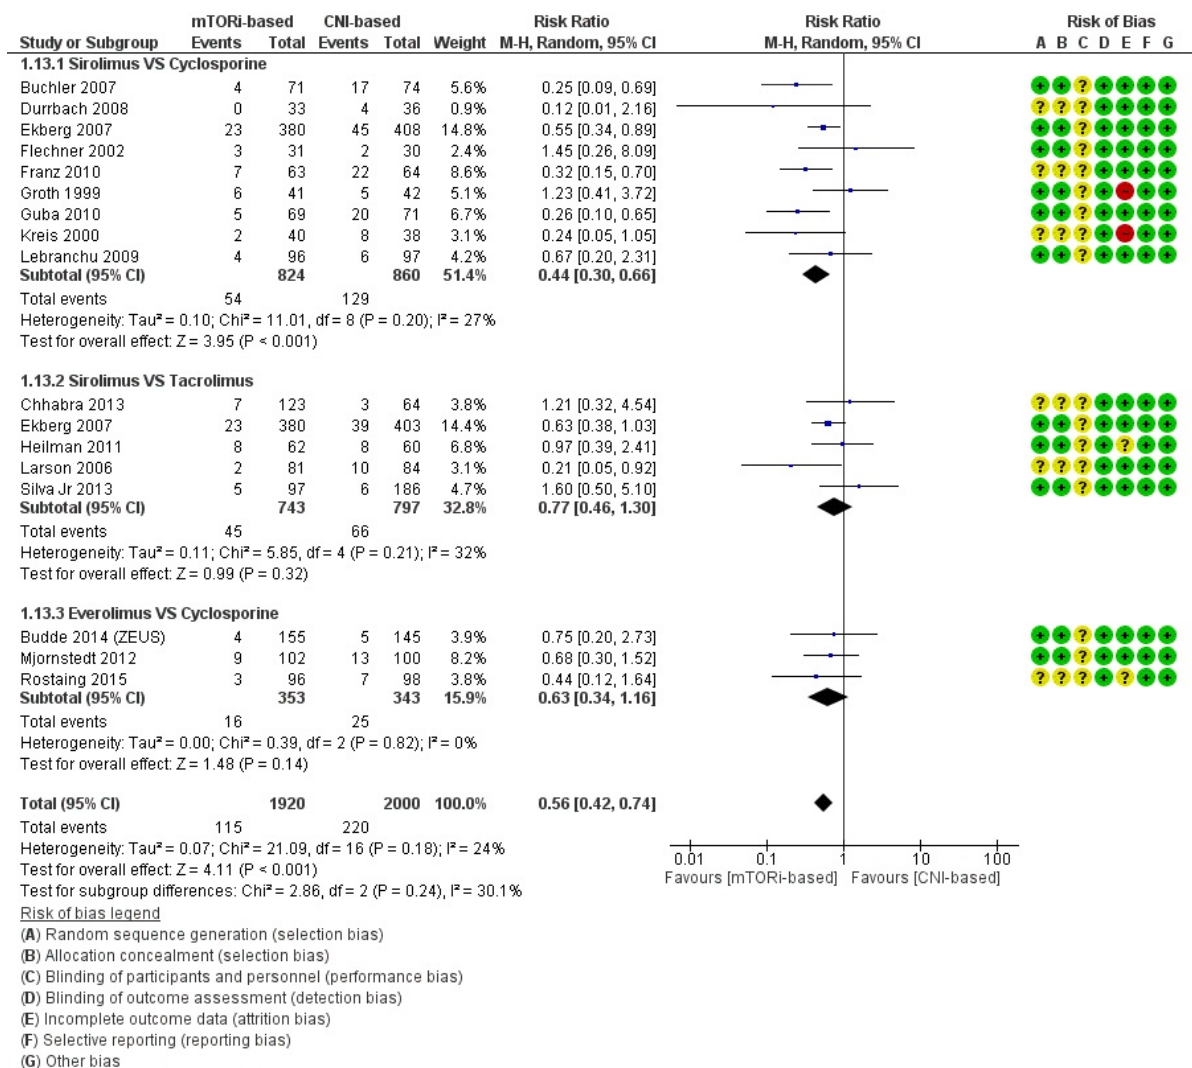 mTORi-based CNI-based Risk Ratio Risk Ratio Risk of Bias
Study or Subgroup Events Total Events Total Weight M-H, Random, 95% CI M-H, Random, 95% CI A B C D E F G
1.13.1 Sirolimus VS Cyclosporine
Buchler 2007 4 71 17 74 5.6% 0.25 [0.09, 0.69] + + ? + + + +
Durrbach 2008 0 33 4 36 0.9% 0.12 [0.01, 2.16] ? ? ? + + + +
Ekberg 2007 23 380 45 408 14.8% 0.55 [0.34, 0.89] + + ? + + + +
Flechner 2002 3 31 2 30 2.4% 1.45 [0.26, 8.09] + + ? + + + +
Franz 2010 7 63 22 64 8.6% 0.32 [0.15, 0.70] ? ? ? + + + +
Groth 1999 6 41 5 42 5.1% 1.23 [0.41, 3.72] + + ? + - + +
Guba 2010 5 69 20 71 6.7% 0.26 [0.10, 0.65] + + ? + + + +
Kreis 2000 2 40 8 38 3.1% 0.24 [0.05, 1.05] ? ? ? + - + +
Lebranchu 2009 4 96 6 97 4.2% 0.67 [0.20, 2.31] + + ? + + + +
Subtotal (95% CI) 824 860 51.4% 0.44 [0.30, 0.66]
Total events 54 129
Heterogeneity: Tau² = 0.10; Chi² = 11.01, df = 8 (P = 0.20); I² = 27%
Test for overall effect: Z = 3.95 (P < 0.001)
1.13.2 Sirolimus VS Tacrolimus
Chhabra 2013 7 123 3 64 3.8% 1.21 [0.32, 4.54] ? ? ? + + + +
Ekberg 2007 23 380 39 403 14.4% 0.63 [0.38, 1.03] + + ? + + + +
Heilman 2011 8 62 8 60 6.8% 0.97 [0.39, 2.41] + + ? + ? + +
Larson 2006 2 81 10 84 3.1% 0.21 [0.05, 0.92] ? ? ? + + + +
Silva Jr 2013 5 97 6 186 4.7% 1.60 [0.50, 5.10] + + ? + + + +
Subtotal (95% CI) 743 797 32.8% 0.77 [0.46, 1.30]
Total events 45 66
Heterogeneity: Tau² = 0.11; Chi² = 5.85, df = 4 (P = 0.21); I² = 32%
Test for overall effect: Z = 0.99 (P = 0.32)
1.13.3 Everolimus VS Cyclosporine
Budde 2014 (ZEUS) 4 155 5 145 3.9% 0.75 [0.20, 2.73] + + ? + + + +
Mjornstedt 2012 9 102 13 100 8.2% 0.68 [0.30, 1.52] + + ? + + + +
Rostaing 2015 3 96 7 98 3.8% 0.44 [0.12, 1.64] ? ? ? + ? + +
Subtotal (95% CI) 353 343 15.9% 0.63 [0.34, 1.16]
Total events 16 25
Heterogeneity: Tau² = 0.00; Chi² = 0.39, df = 2 (P = 0.82); I² = 0%
Test for overall effect: Z = 1.48 (P = 0.14)
Total (95% CI) 1920 2000 100.0% 0.56 [0.42, 0.74]
Total events 115 220
Heterogeneity: Tau² = 0.07; Chi² = 21.09, df = 16 (P = 0.18); I² = 24%
Test for overall effect: Z = 4.11 (P < 0.001)
Test for subgroup differences: Chi² = 2.86, df = 2 (P = 0.24), I² = 30.1%
0.01 0.1 1 10 100
Favours [mTORi-based] Favours [CNI-based]
Risk of bias legend
(A) Random sequence generation (selection bias)
(B) Allocation concealment (selection bias)
(C) Blinding of participants and personnel (performance bias)
(D) Blinding of outcome assessment (detection bias)
(E) Incomplete outcome data (attrition bias)
(F) Selective reporting (reporting bias)
(G) Other bias